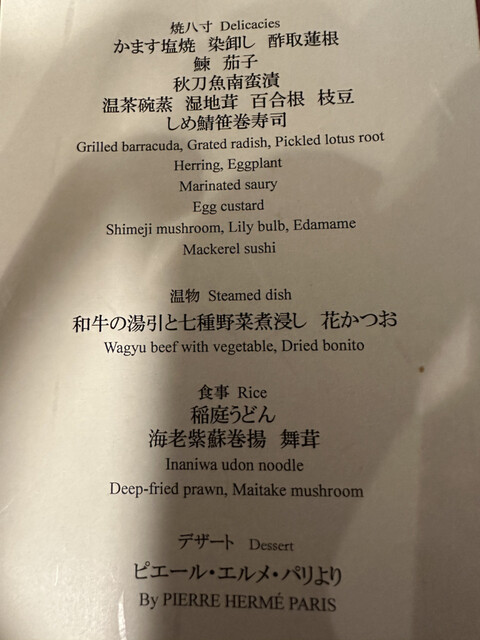 焼八寸 Delicacies
かます塩焼 染卸し 酢取蓮根
鰊 茄子
秋刀魚南蛮漬
温茶碗蒸 湿地茸 百合根 枝豆
しめ鯖笹巻寿司
Grilled barracuda, Grated radish, Pickled lotus root
Herring, Eggplant
Marinated saury
Egg custard
Shimeji mushroom, Lily bulb, Edamame
Mackerel sushi
温物 Steamed dish
和牛の湯引と七種野菜煮浸し 花かつお
Wagyu beef with vegetable, Dried bonito
食事 Rice
稲庭うどん
海老紫蘇巻揚 舞茸
Inaniwa udon noodle
Deep-fried prawn, Maitake mushroom
デザート Dessert
ピエール・エルメ・パリより
By PIERRE HERMÉ PARIS